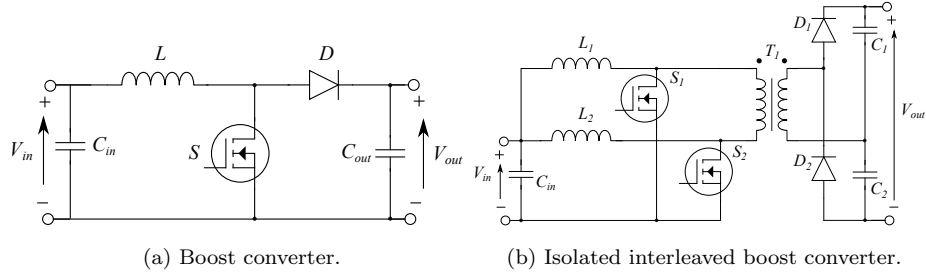 L
D
+
V_in
−
C_in
S
C_out
+
V_out
−
(a) Boost converter.
L_1
L_2
S_1
S_2
+
V_in
−
C_in
T_1
D_1
D_2
C_1
C_2
+
V_out
−
(b) Isolated interleaved boost converter.